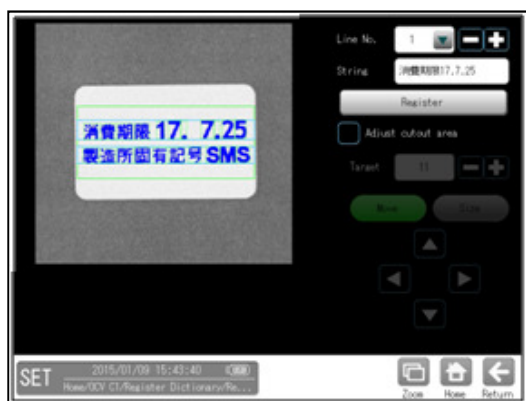 Line No. 1
String 消費期限17.7.25
Register
消費期限 17. 7.25
製造所固有記号 SMS
Adjust cutout area
Target 11
Move Size
SET 2015/01/09 15:43:40
Home/OCV C1/Register Dictionary/Re...
Zoom Home Return